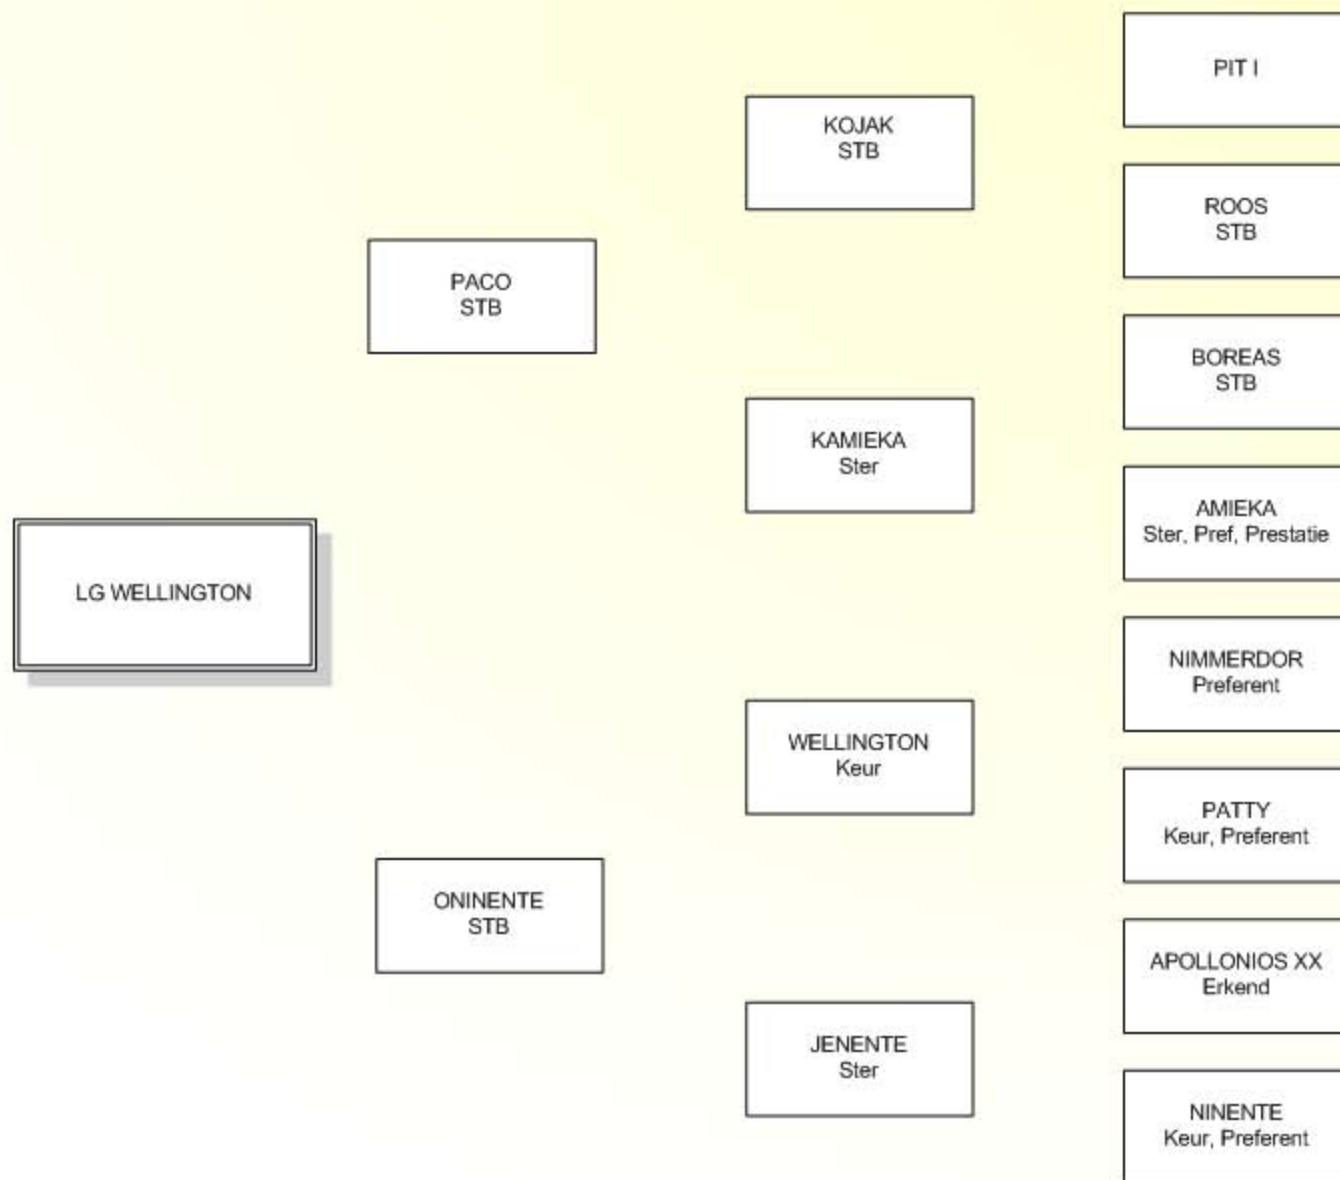 LG WELLINGTON
PACO
STB
ONINENTE
STB
KOJAK
STB
KAMIEKA
Ster
WELLINGTON
Keur
JENENTE
Ster
PIT I
ROOS
STB
BOREAS
STB
AMIEKA
Ster, Pref, Prestatie
NIMMERDOR
Preferent
PATTY
Keur, Preferent
APOLLONIOS XX
Erkend
NINENTE
Keur, Preferent